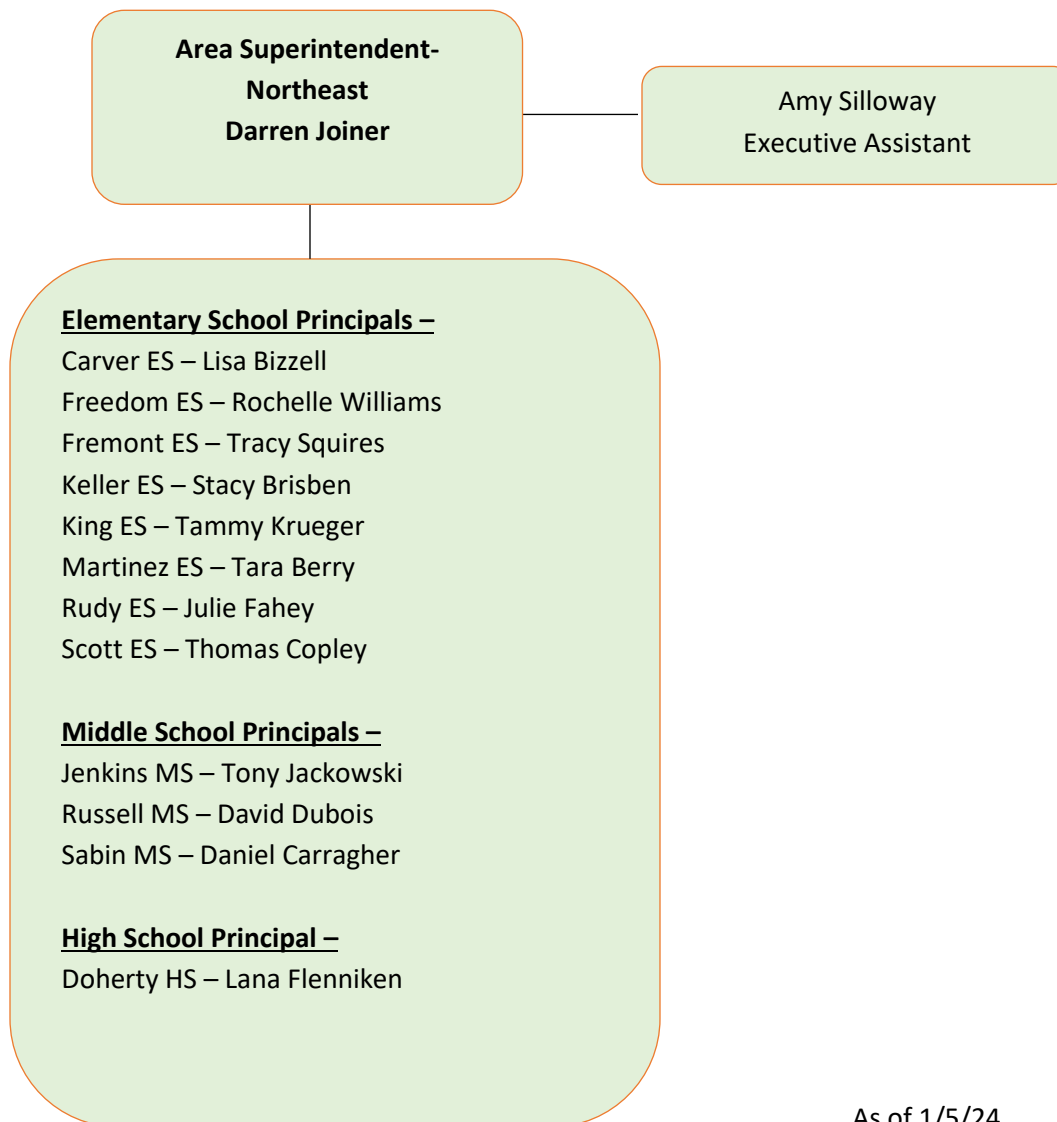 Area Superintendent-
Northeast
Darren Joiner
Amy Silloway
Executive Assistant
Elementary School Principals –
Carver ES – Lisa Bizzell
Freedom ES – Rochelle Williams
Fremont ES – Tracy Squires
Keller ES – Stacy Brisben
King ES – Tammy Krueger
Martinez ES – Tara Berry
Rudy ES – Julie Fahey
Scott ES – Thomas Copley
Middle School Principals –
Jenkins MS – Tony Jackowski
Russell MS – David Dubois
Sabin MS – Daniel Carragher
High School Principal –
Doherty HS – Lana Flenniken
As of 1/5/24